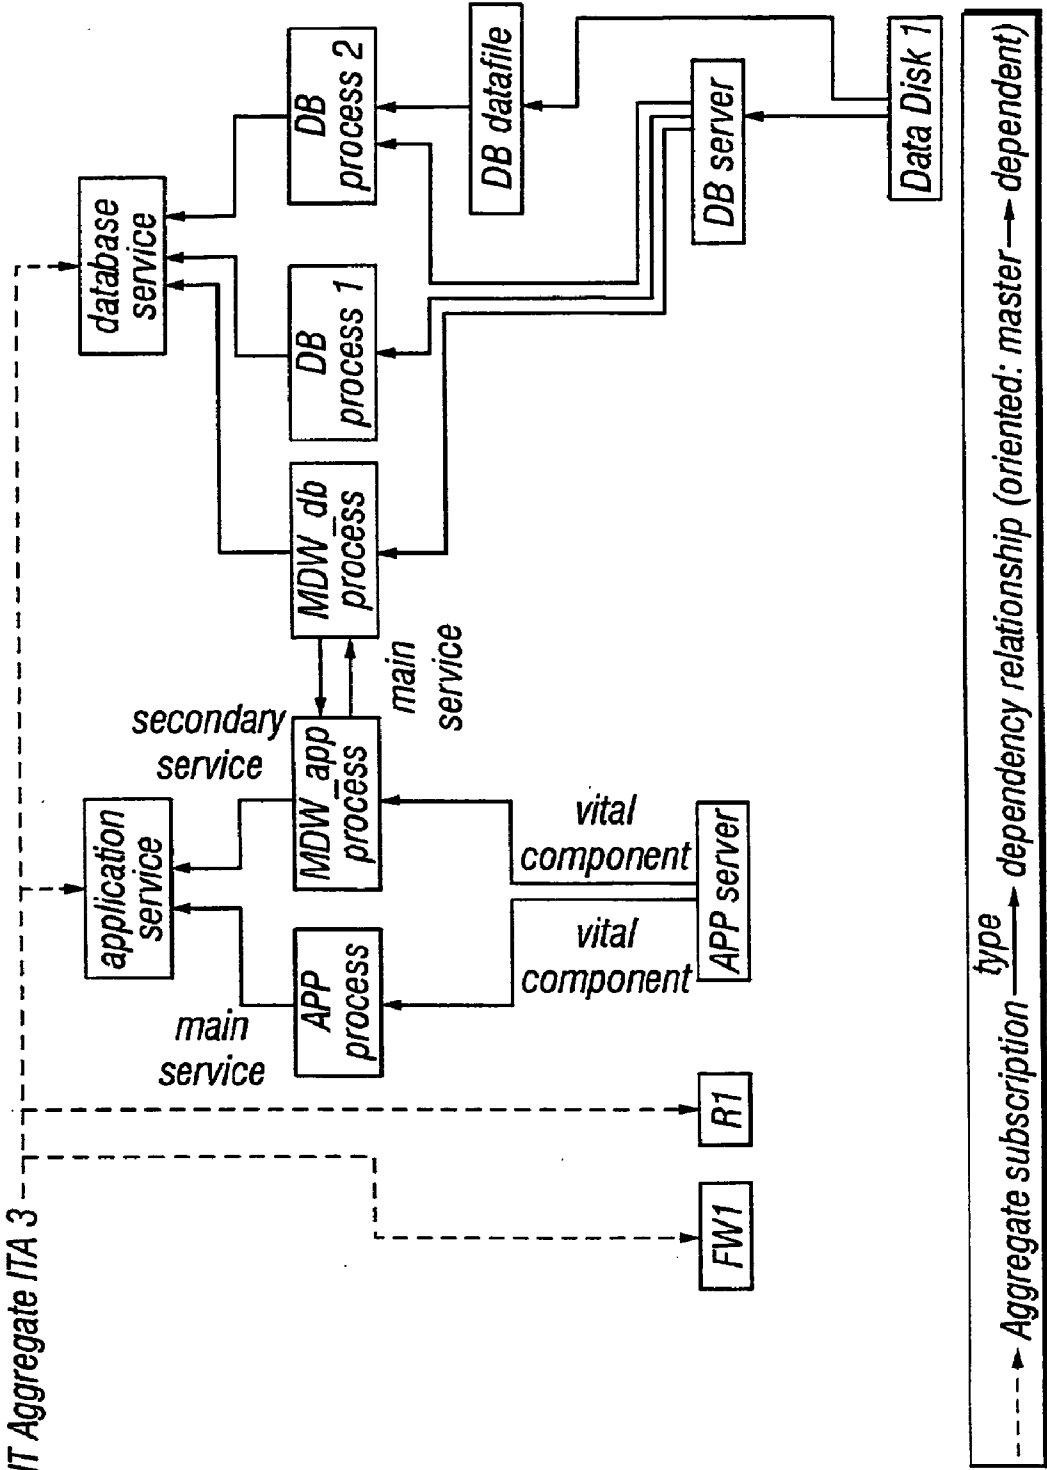 IT Aggregate ITA 3
application
service
database
service
main
service
APP
process
secondary
service
MDW_app
process
main
service
MDW_db
process
DB
process 1
DB
process 2
DB datafile
FW1
R1
vital
component
vital
component
APP server
DB server
Data Disk 1
Aggregate subscription
type
dependency relationship (oriented: master
dependent)